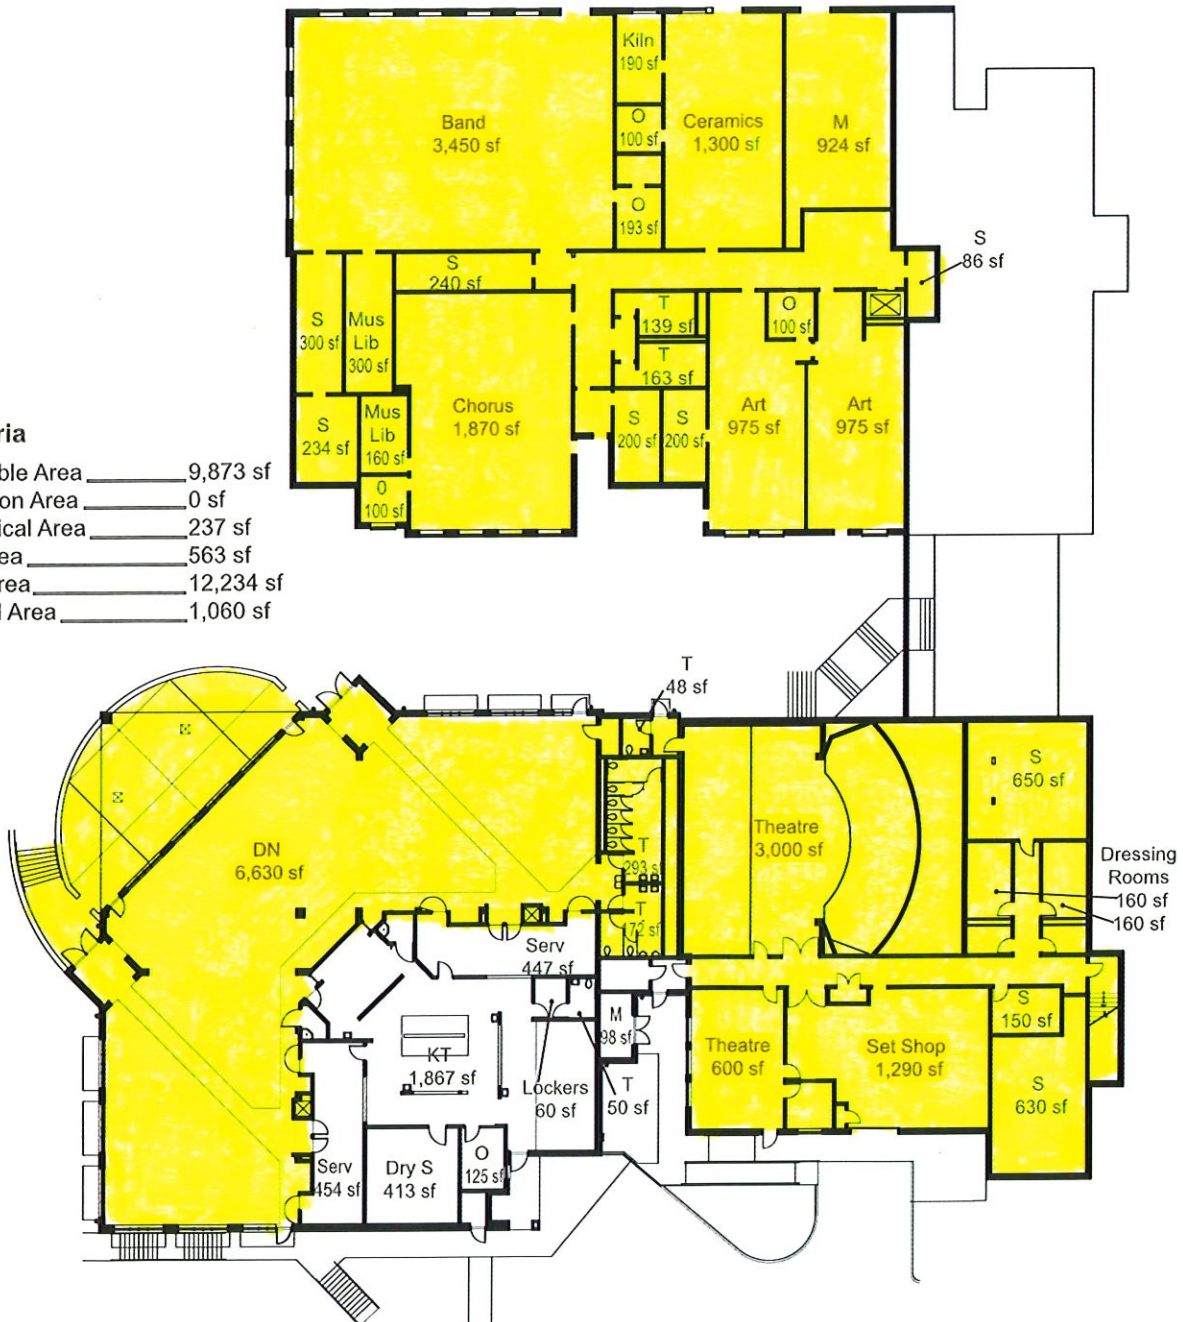 Kiln
190 sf
Band
3,450 sf
O
100 sf
Ceramics
1,300 sf
M
924 sf
O
193 sf
S
86 sf
S
240 sf
S
300 sf
Mus
Lib
300 sf
T
139 sf
O
100 sf
T
163 sf
Chorus
1,870 sf
Art
975 sf
Art
975 sf
S
234 sf
Mus
Lib
160 sf
S
200 sf
S
200 sf
0
100 sf
ria
ble Area 9,873 sf
on Area 0 sf
ical Area 237 sf
ea 563 sf
rea 12,234 sf
l Area 1,060 sf
T
48 sf
S
650 sf
DN
6,630 sf
Theatre
3,000 sf
T
293 sf
Dressing
Rooms
160 sf
160 sf
T
172 sf
Serv
447 sf
M
98 sf
S
150 sf
KT
1,867 sf
Theatre
600 sf
Set Shop
1,290 sf
Lockers
60 sf
T
50 sf
S
630 sf
Serv
454 sf
Dry S
413 sf
O
125 sf